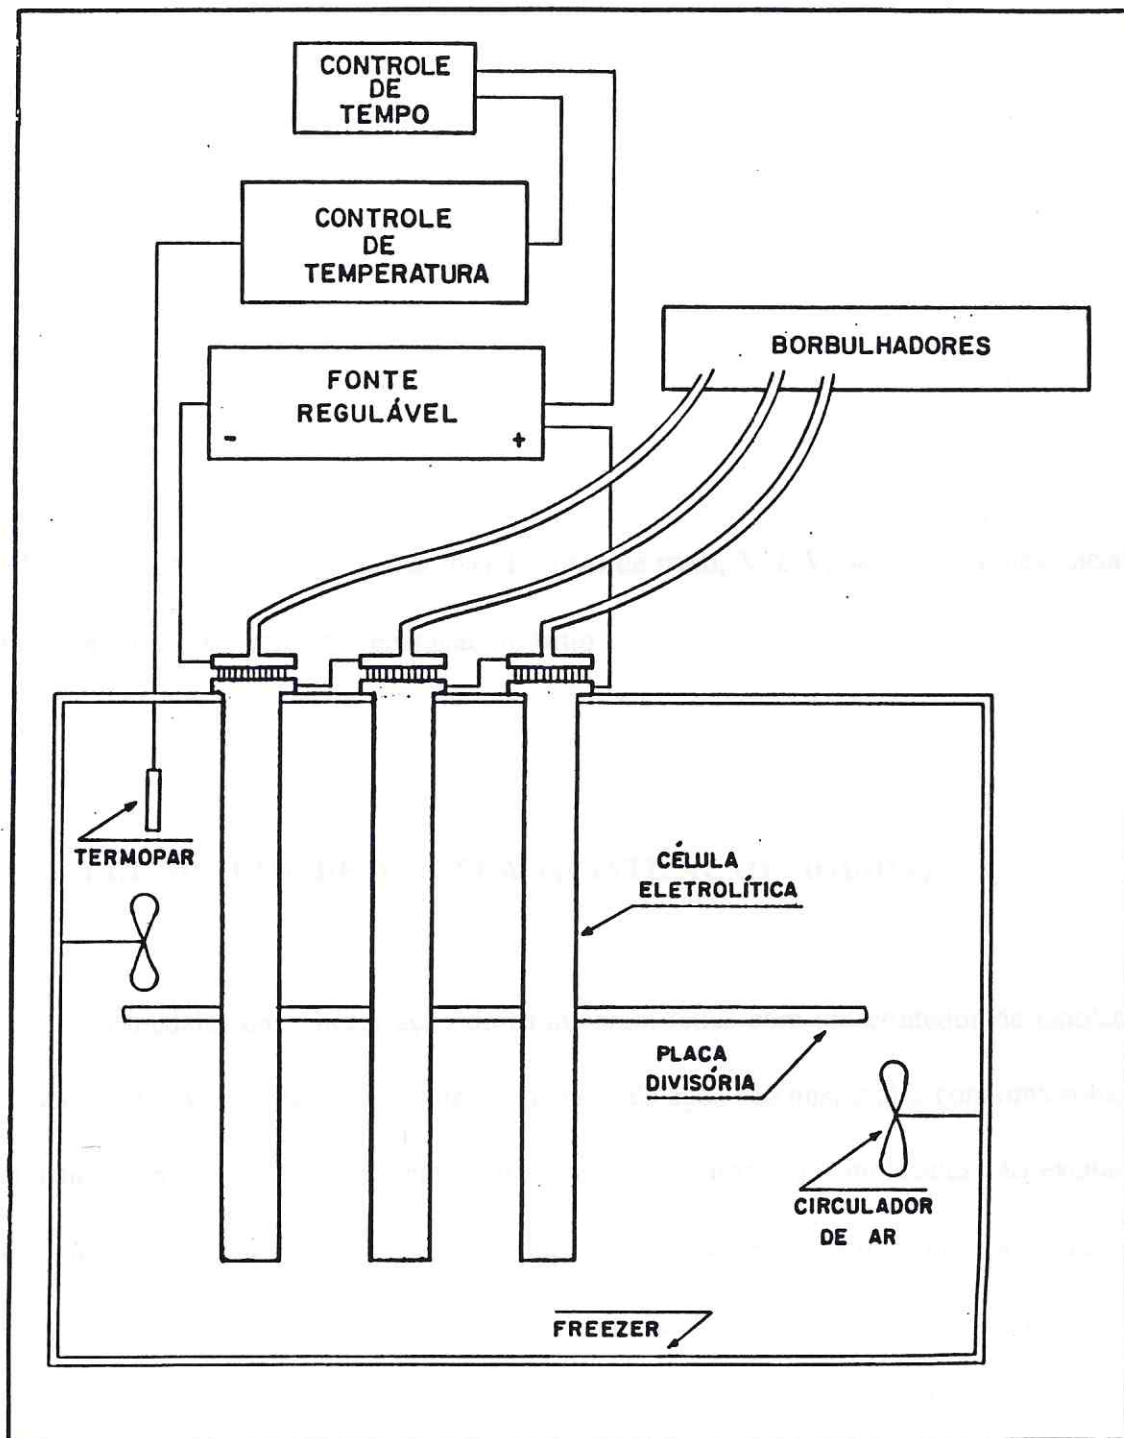 CONTROLE
DE
TEMPO
CONTROLE
DE
TEMPERATURA
BORBULHADORES
FONTE
REGULÁVEL
- +
TERMOPAR
CÉLULA
ELETROLÍTICA
PLACA
DIVISÓRIA
CIRCULADOR
DE AR
FREEZER